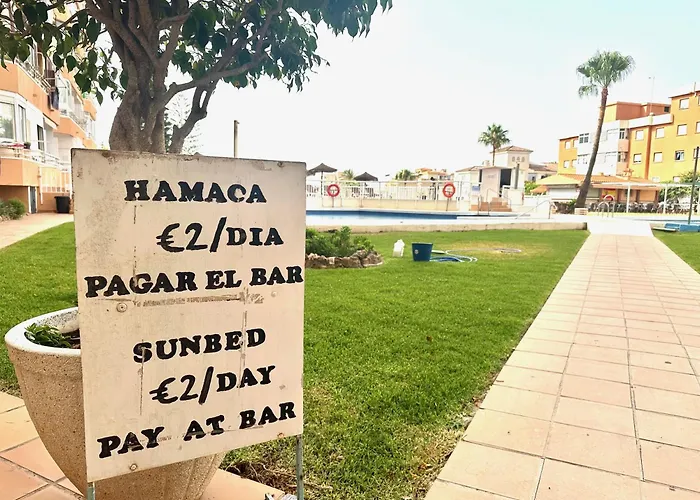 HAMACA
€2/DIA
PAGAR EL BAR
SUNBED
€2/DAY
PAY AT BAR